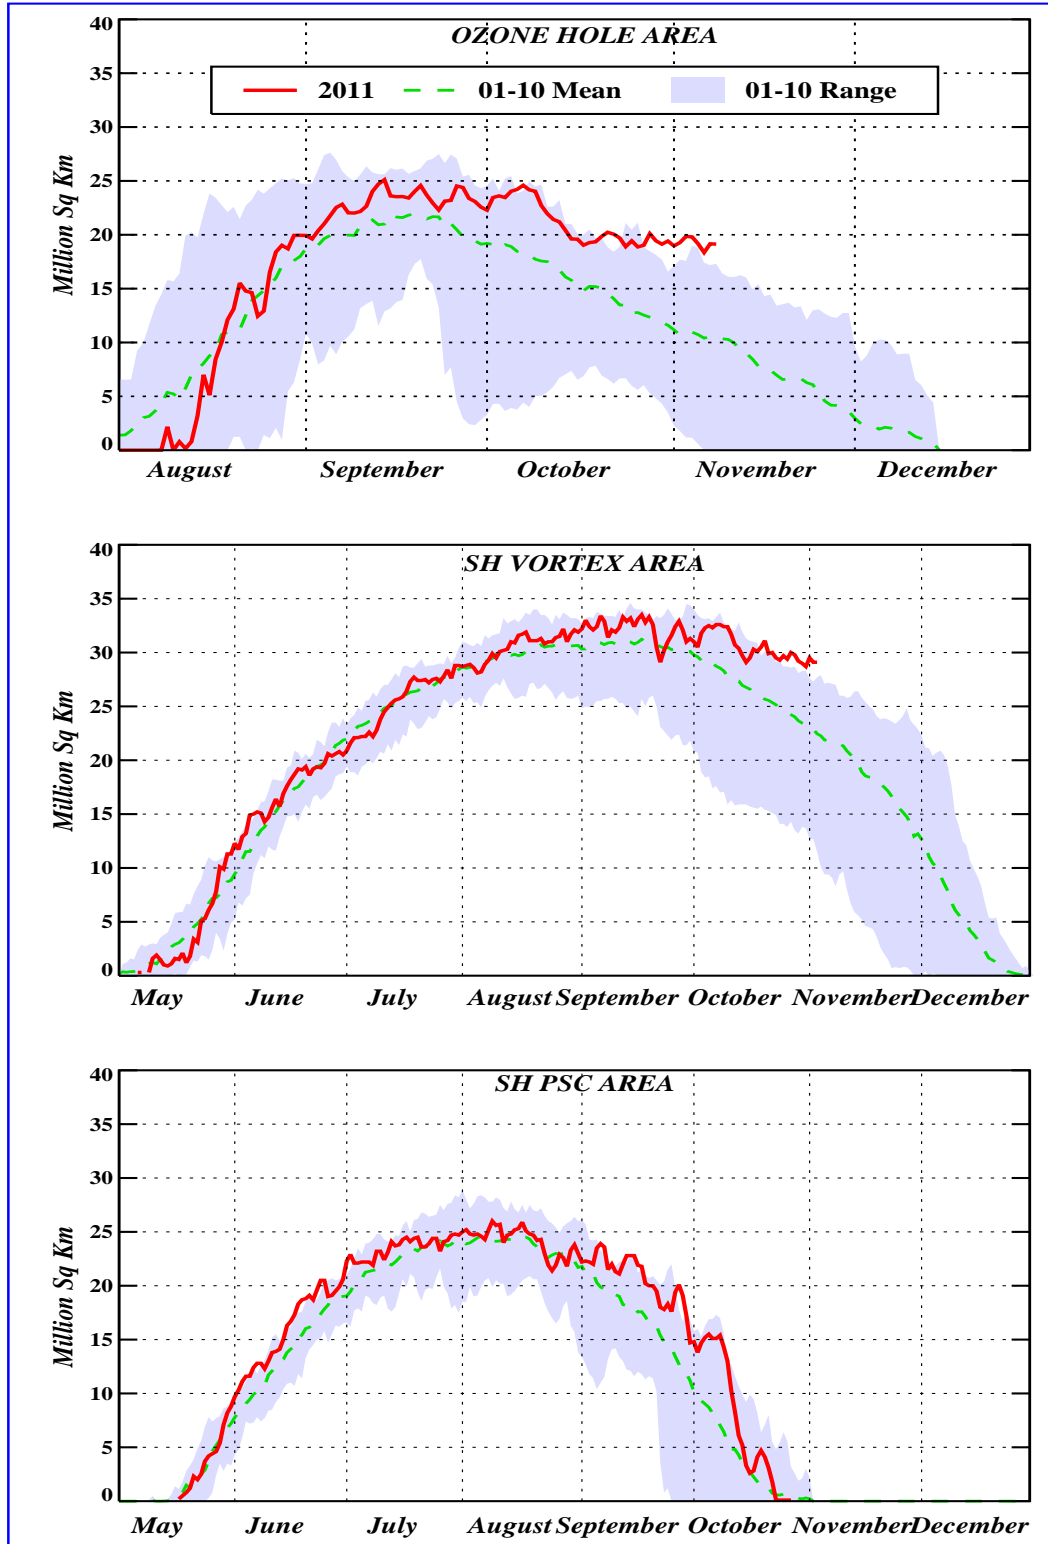 OZONE HOLE AREA
2011 01-10 Mean 01-10 Range
Million Sq Km
40
35
30
25
20
15
10
5
0
August September October November December
SH VORTEX AREA
Million Sq Km
40
35
30
25
20
15
10
5
0
May June July August September October November December
SH PSC AREA
Million Sq Km
40
35
30
25
20
15
10
5
0
May June July August September October November December